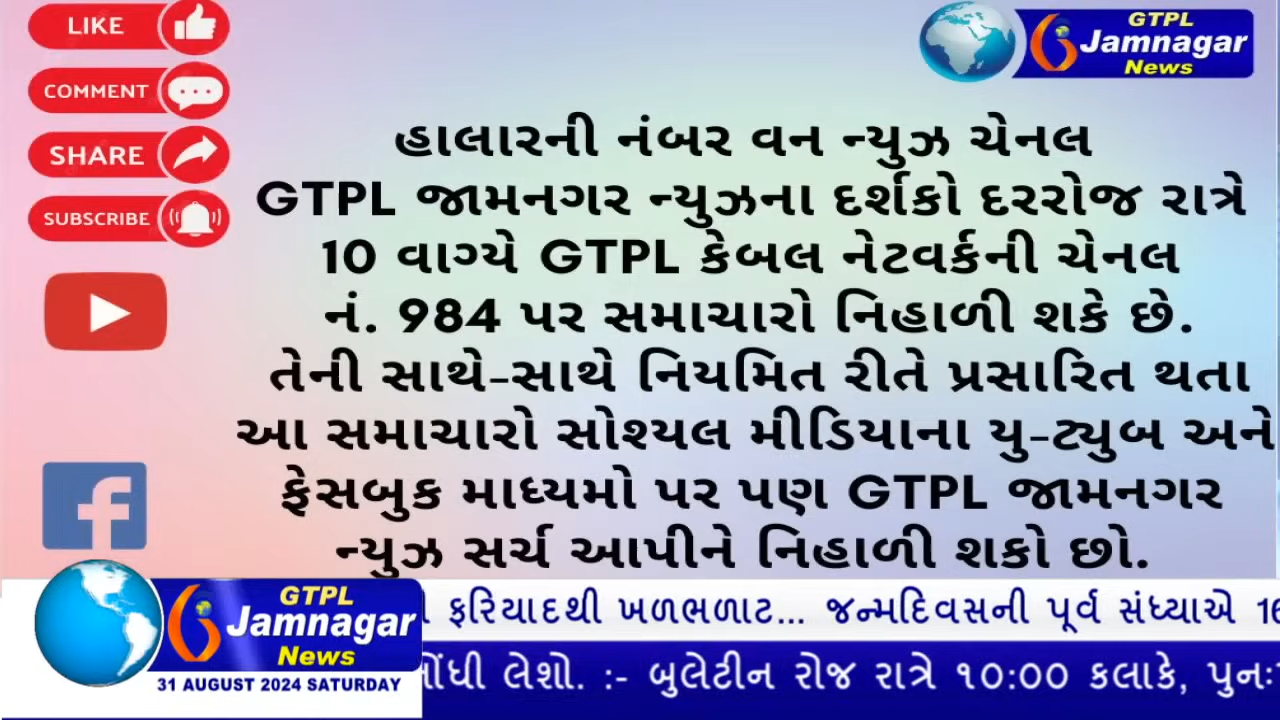 LIKE
COMMENT
SHARE
SUBSCRIBE
GTPL
Jamnagar
News
હાલારની નંબર વન ન્યુઝ ચેનલ
GTPL જામનગર ન્યુઝના દર્શકો દરરોજ રાત્રે
10 વાગ્યે GTPL કેબલ નેટવર્કની ચેનલ
નં. 984 પર સમાચારો નિહાળી શકે છે.
તેની સાથે-સાથે નિયમિત રીતે પ્રસારિત થતા
આ સમાચારો સોશ્યલ મીડિયાના યુ-ટ્યુબ અને
ફેસબુક માધ્યમો પર પણ GTPL જામનગર
ન્યુઝ સર્ચ આપીને નિહાળી શકો છો.
GTPL
Jamnagar
News
31 AUGUST 2024 SATURDAY
ફરિયાદથી ખળભળાટ... જન્મદિવસની પૂર્વ સંધ્યાએ
લેશો. :- બુલેટીન રોજ રાત્રે ૧૦:૦૦ કલાકે,